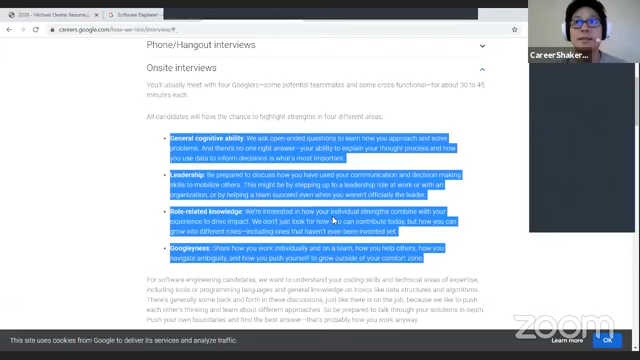 2020 - Michael Owens Resume.p
Software Engineer
careers.google.com/how-we-hire/interview/#_
Phone/Hangout interviews
CareerShaker...
Onsite interviews
You'll usually meet with four Googlers—some potential teammates and some cross-functional—for about 30 to 45
minutes each.
All candidates will have the chance to highlight strengths in four different areas:
• General cognitive ability: We ask open-ended questions to learn how you approach and solve
problems. And there's no one right answer—your ability to explain your thought process and how
you use data to inform decisions is what's most important.
• Leadership: Be prepared to discuss how you have used your communication and decision making
skills to mobilize others. This might be by stepping up to a leadership role at work or with an
organization, or by helping a team succeed even when you weren't officially the leader.
• Role-related knowledge: We're interested in how your individual strengths combine with your
experience to drive impact. We don't just look for how you can contribute today, but how you can
grow into different roles—including ones that haven't even been invented yet.
• Googleyness: Share how you work individually and on a team, how you help others, how you
navigate ambiguity, and how you push yourself to grow outside of your comfort zone.
For software engineering candidates, we want to understand your coding skills and technical areas of expertise,
including tools or programming languages and general knowledge on topics like data structures and algorithms.
There's generally some back and forth in these discussions, just like there is on the job, because we like to push
each other's thinking and learn about different approaches. So be prepared to talk through your solutions in depth.
Push your own boundaries and find the best answer—that's probably how you work anyway.
This site uses cookies from Google to deliver its services and analyze traffic.
Learn more
OK
zoom